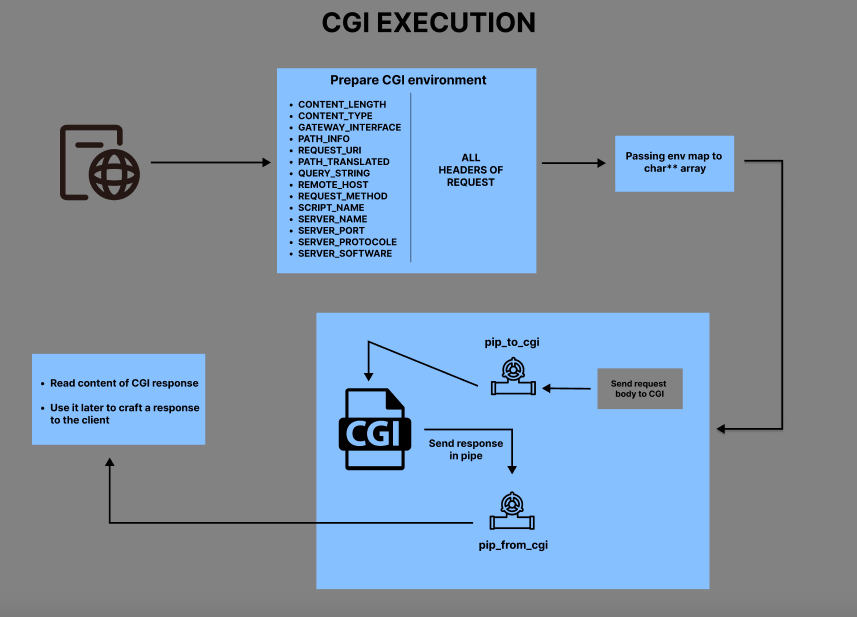 CGI EXECUTION
Prepare CGI environment
• CONTENT_LENGTH
• CONTENT_TYPE
• GATEWAY_INTERFACE
• PATH_INFO
• REQUEST_URI
• PATH_TRANSLATED
• QUERY_STRING
• REMOTE_HOST
• REQUEST_METHOD
• SCRIPT_NAME
• SERVER_NAME
• SERVER_PORT
• SERVER_PROTOCOLE
• SERVER_SOFTWARE
ALL
HEADERS OF
REQUEST
Passing env map to
char** array
pip_to_cgi
Send request
body to CGI
CGI
Send response
in pipe
pip_from_cgi
• Read content of CGI response
• Use it later to craft a response
to the client